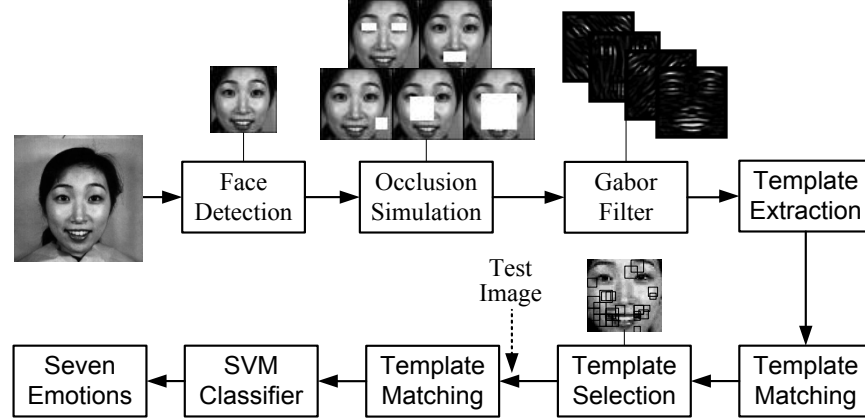 Face
Detection
Occlusion
Simulation
Gabor
Filter
Template
Extraction
Test
Image
Seven
Emotions
SVM
Classifier
Template
Matching
Template
Selection
Template
Matching